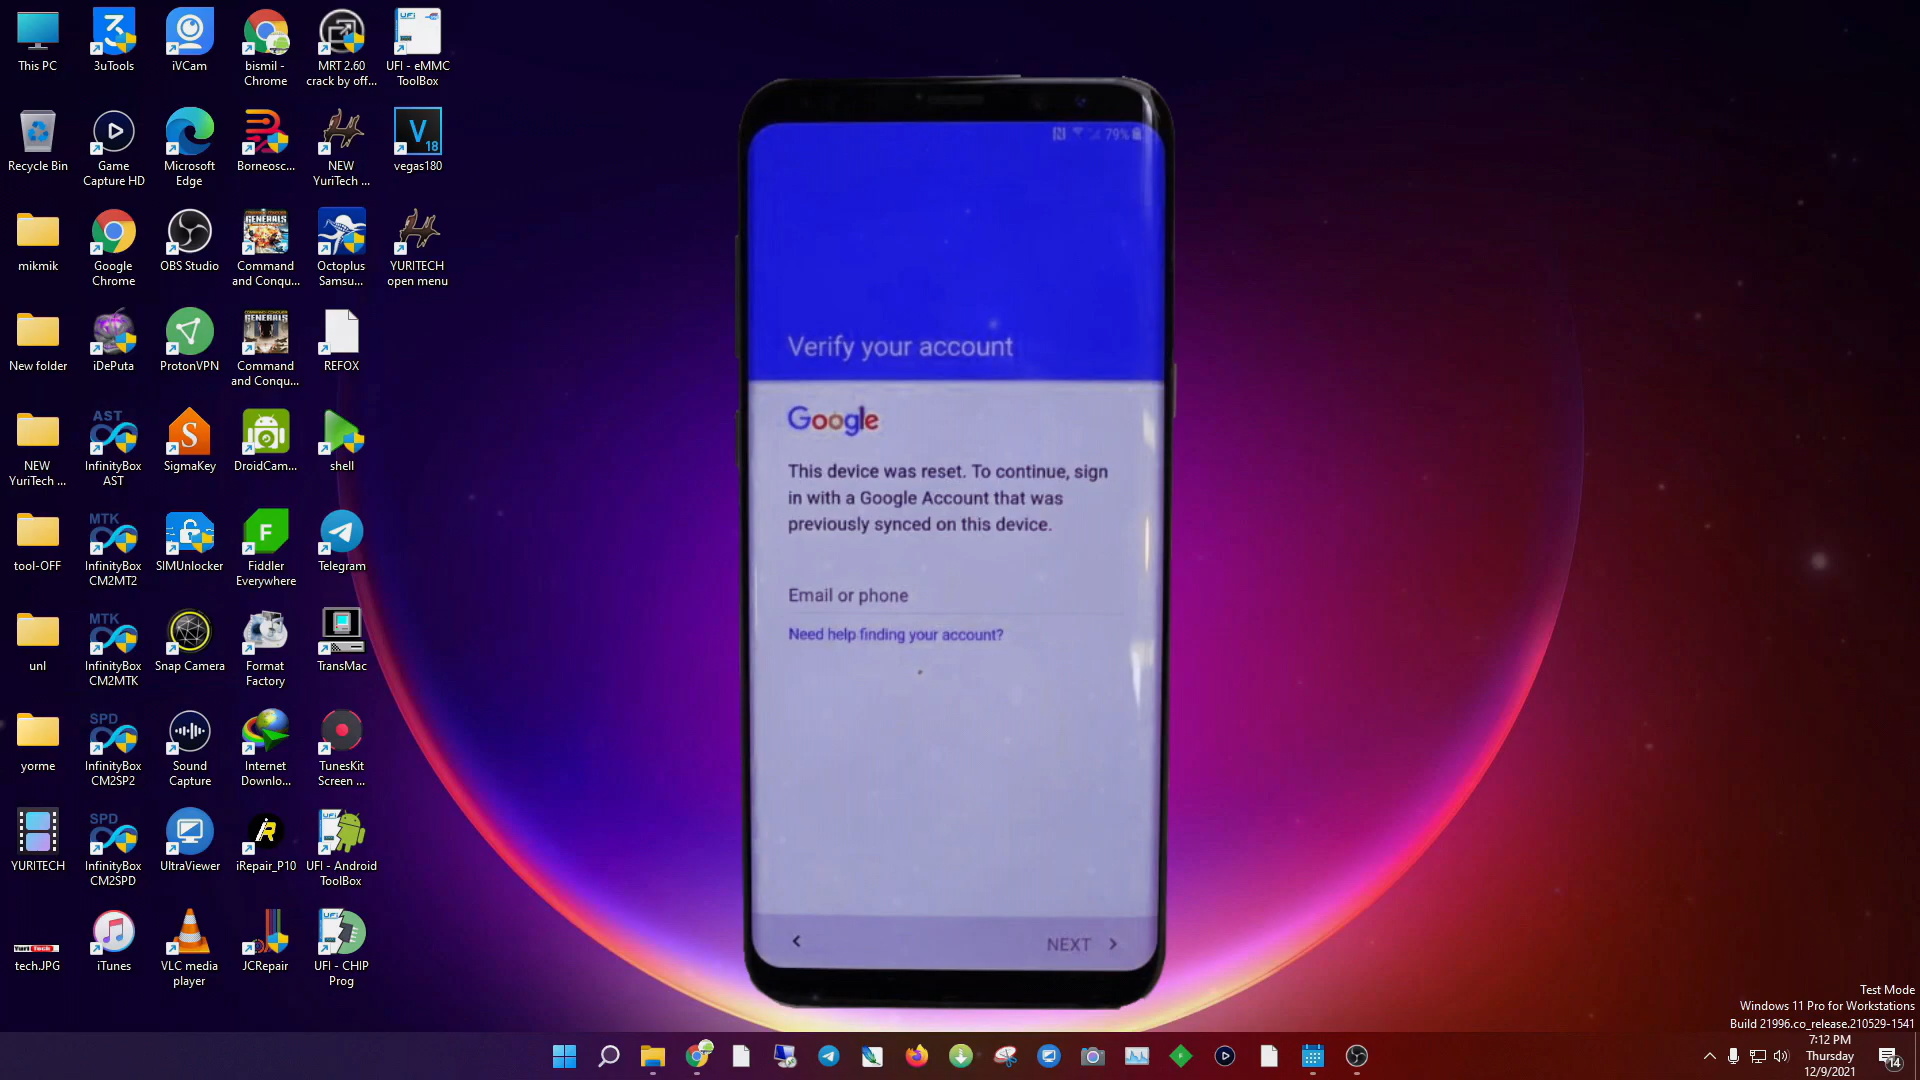 This PC
3uTools
iVCam
bismil -
Chrome
MRT 2.60
crack by off...
UFI - eMMC
ToolBox
Recycle Bin
Game
Capture HD
Microsoft
Edge
Borneosc...
NEW
YuriTech ...
vegas180
mikmik
Google
Chrome
OBS Studio
Command
and Conqu...
Octoplus
Samsu...
YURITECH
open menu
New folder
iDePuta
ProtonVPN
Command
and Conqu...
REFOX
NEW
YuriTech ...
InfinityBox
AST
SigmaKey
DroidCam...
shell
tool-OFF
InfinityBox
CM2MT2
SIMUnlocker
Fiddler
Everywhere
Telegram
unl
InfinityBox
CM2MTK
Snap Camera
Format
Factory
TransMac
yorme
InfinityBox
CM2SP2
Sound
Capture
Internet
Downlo...
TunesKit
Screen ...
YURITECH
InfinityBox
CM2SPD
UltraViewer
iRepair_P10
UFI - Android
ToolBox
tech.JPG
iTunes
VLC media
player
JCRepair
UFI - CHIP
Prog
79%
Verify your account
Google
This device was reset. To continue, sign
in with a Google Account that was
previously synced on this device.
Email or phone
Need help finding your account?
NEXT
Test Mode
Windows 11 Pro for Workstations
Build 21996.co_release.210529-1541
7:12 PM
Thursday
12/9/2021
14